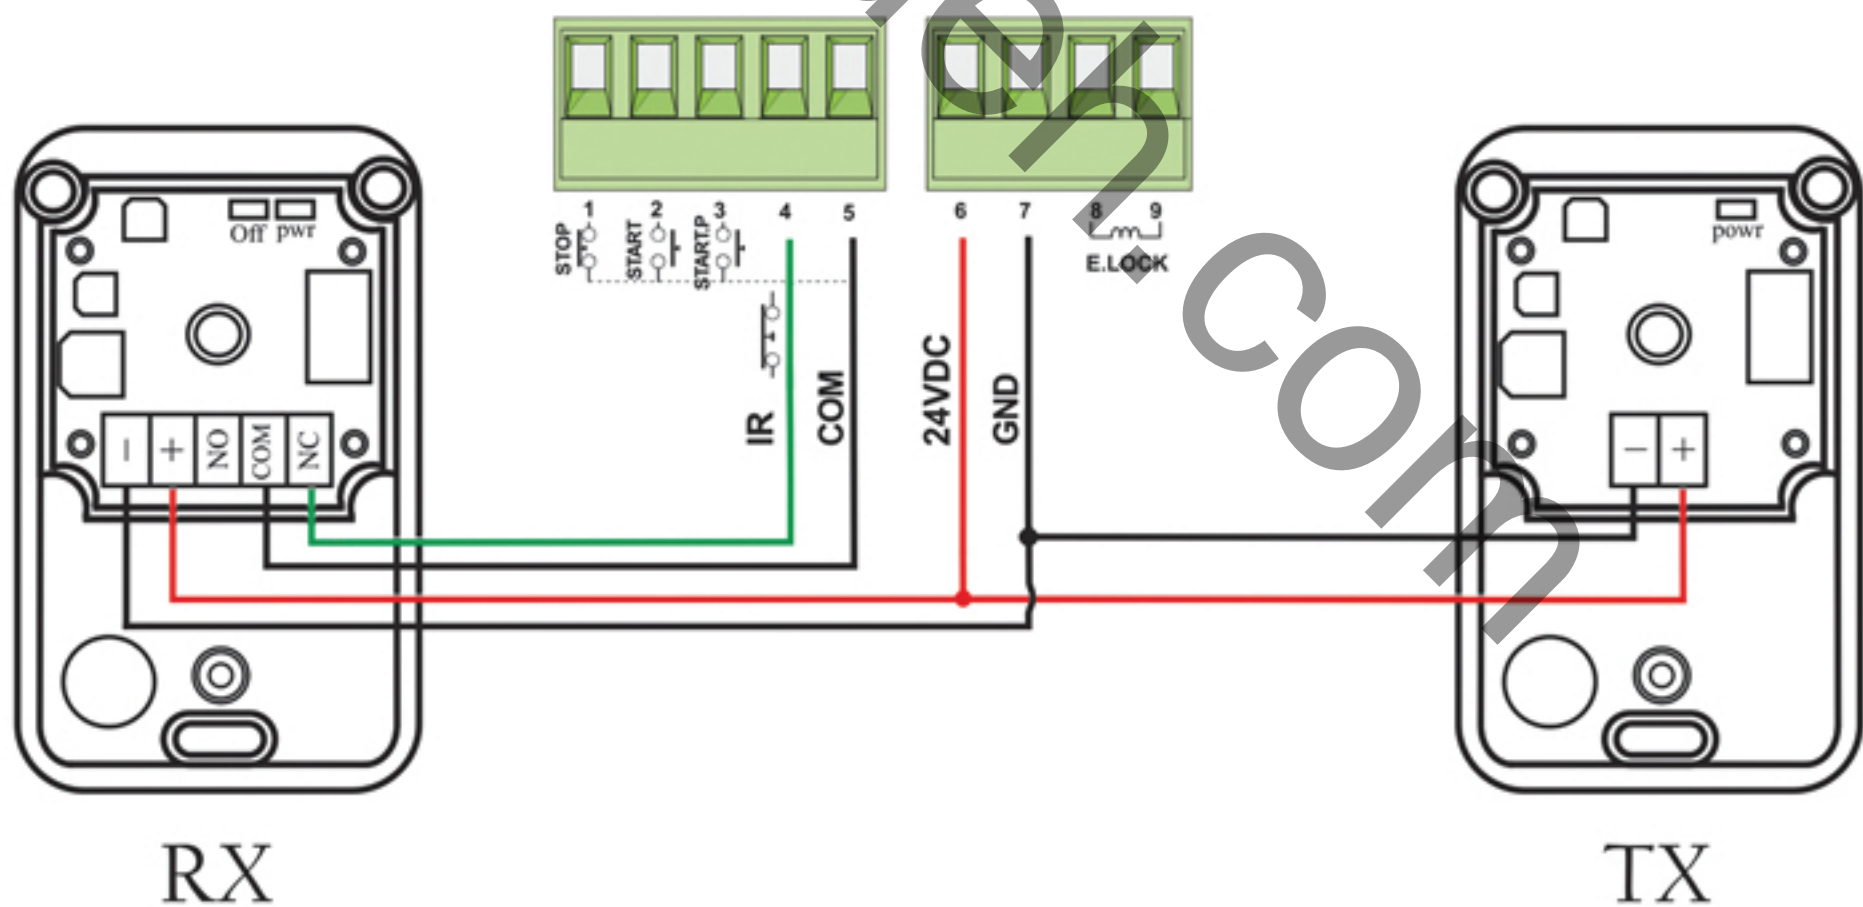 1 2 3 4 5 6 7 8 9
STOP
START
START.P
E.LOCK
IR
COM
24VDC
GND
Off pwr
− + NO COM NC
powr
− +
en.com
RX
TX